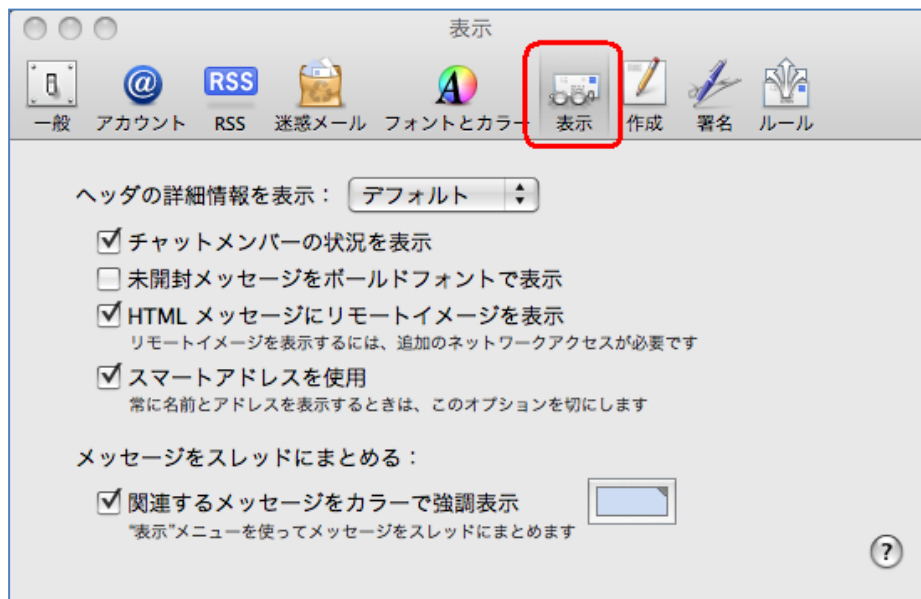 表示
RSS
一般 アカウント RSS 迷惑メール フォントとカラー 表示 作成 署名 ルール
ヘッダの詳細情報を表示： デフォルト
チャットメンバーの状況を表示
未開封メッセージをボールドフォントで表示
HTML メッセージにリモートイメージを表示
リモートイメージを表示するには、追加のネットワークアクセスが必要です
スマートアドレスを使用
常に名前とアドレスを表示するときは、このオプションを切にします
メッセージをスレッドにまとめる：
関連するメッセージをカラーで強調表示
"表示"メニューを使ってメッセージをスレッドにまとめます
?